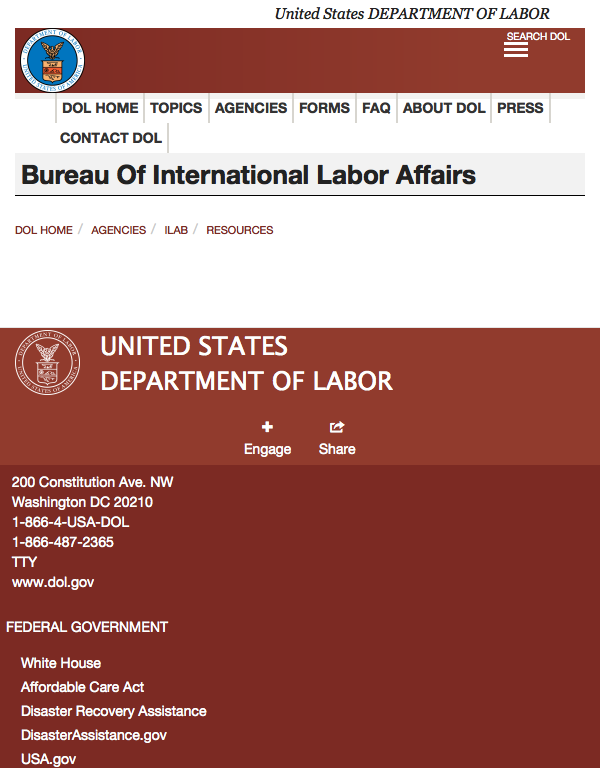 United States DEPARTMENT OF LABOR
SEARCH DOL
DOL HOME TOPICS AGENCIES FORMS FAQ ABOUT DOL PRESS
CONTACT DOL
Bureau Of International Labor Affairs
DOL HOME / AGENCIES / ILAB / RESOURCES
UNITED STATES
DEPARTMENT OF LABOR
Engage Share
200 Constitution Ave. NW
Washington DC 20210
1-866-4-USA-DOL
1-866-487-2365
TTY
www.dol.gov
FEDERAL GOVERNMENT
White House
Affordable Care Act
Disaster Recovery Assistance
DisasterAssistance.gov
USA.gov